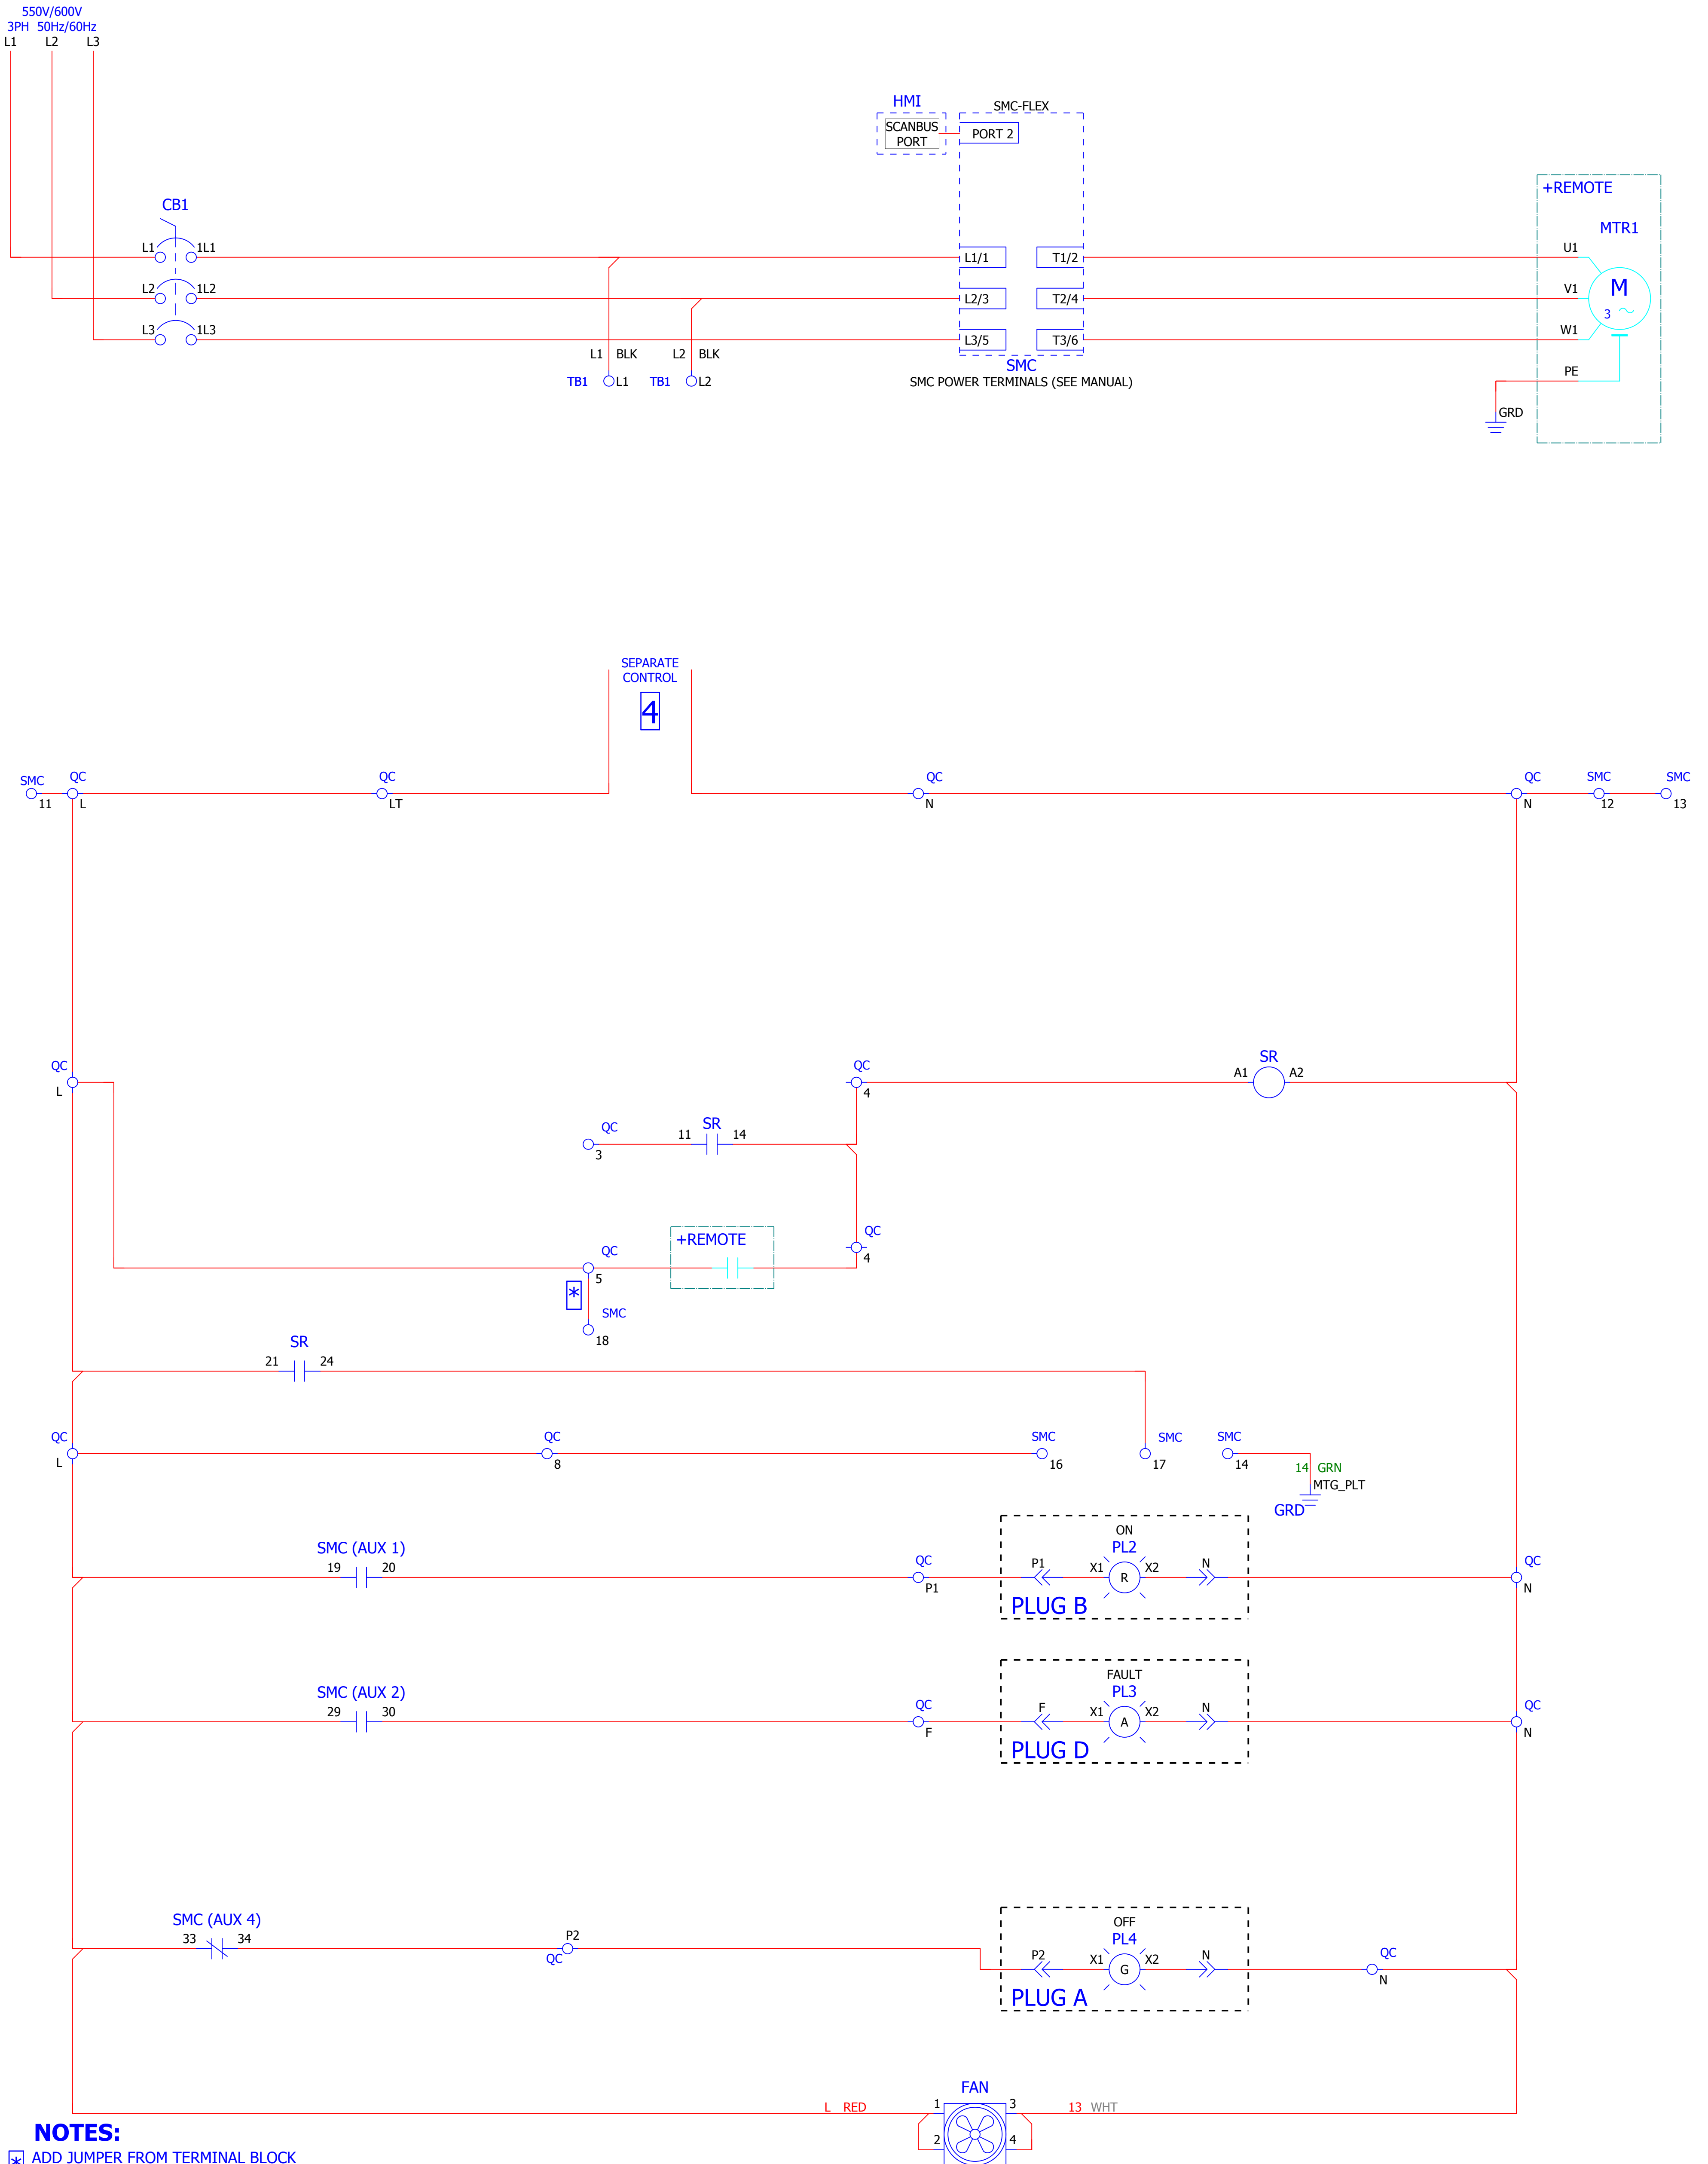 550V/600V
3PH 50Hz/60Hz
L1 L2 L3
HMI
SCANBUS
PORT
SMC-FLEX
PORT 2
+REMOTE
MTR1
CB1
L1 1L1
L1/1 T1/2
U1
L2 1L2
L2/3 T2/4
V1
M
3
L3 1L3
L3/5 T3/6
W1
L1 BLK L2 BLK
SMC
SMC POWER TERMINALS (SEE MANUAL)
TB1 L1 TB1 L2
PE
GRD
SEPARATE
CONTROL
4
SMC QC QC QC QC SMC SMC
11 L LT N N 12 13
QC QC SR
L 4 A1 A2
QC SR
3 11 14
QC +REMOTE QC
5 4
* SMC
18
SR
21 24
QC QC SMC SMC SMC
L 8 16 17 14
14 GRN
MTG_PLT
GRD
SMC (AUX 1)
19 20
QC
P1
ON
PL2
P1 X1 R X2 N
PLUG B
QC
N
SMC (AUX 2)
29 30
QC
F
FAULT
PL3
F X1 A X2 N
PLUG D
QC
N
SMC (AUX 4)
33 34
P2
QC
OFF
PL4
P2 X1 G X2 N
PLUG A
QC
N
FAN
L RED 1 3 13 WHT
2 4
NOTES:
* ADD JUMPER FROM TERMINAL BLOCK